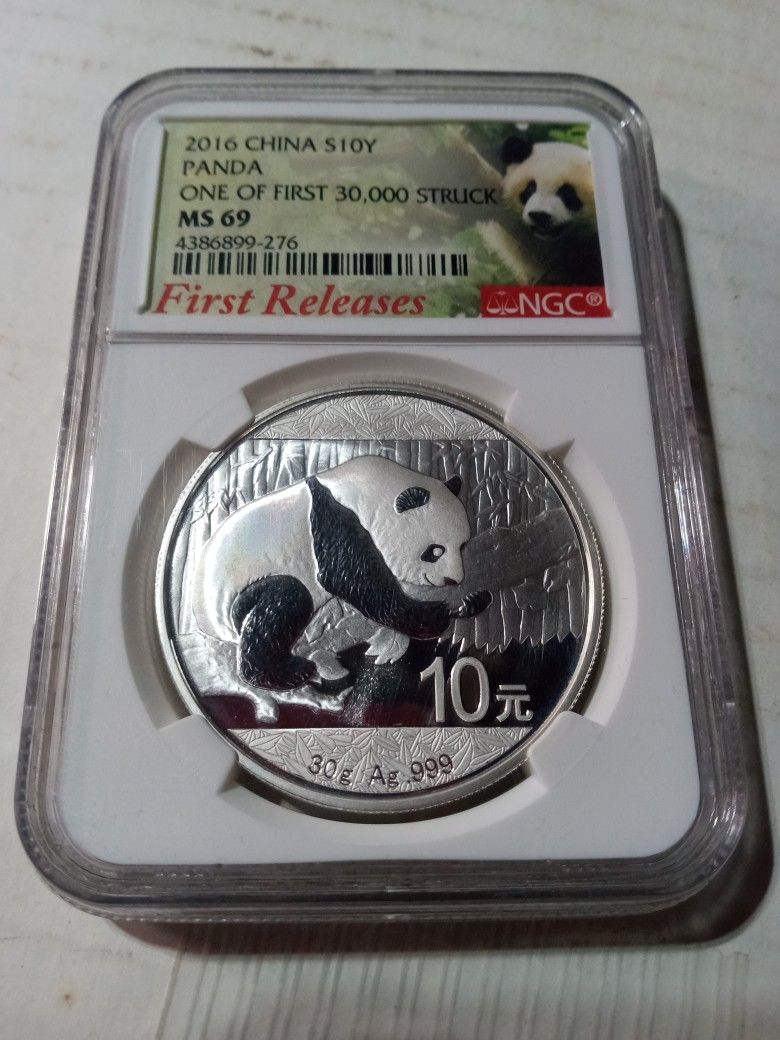 2016 CHINA S10Y
PANDA
ONE OF FIRST 30,000 STRUCK
MS 69
4386899-276
First Releases
NGC®
10元
30g Ag .999